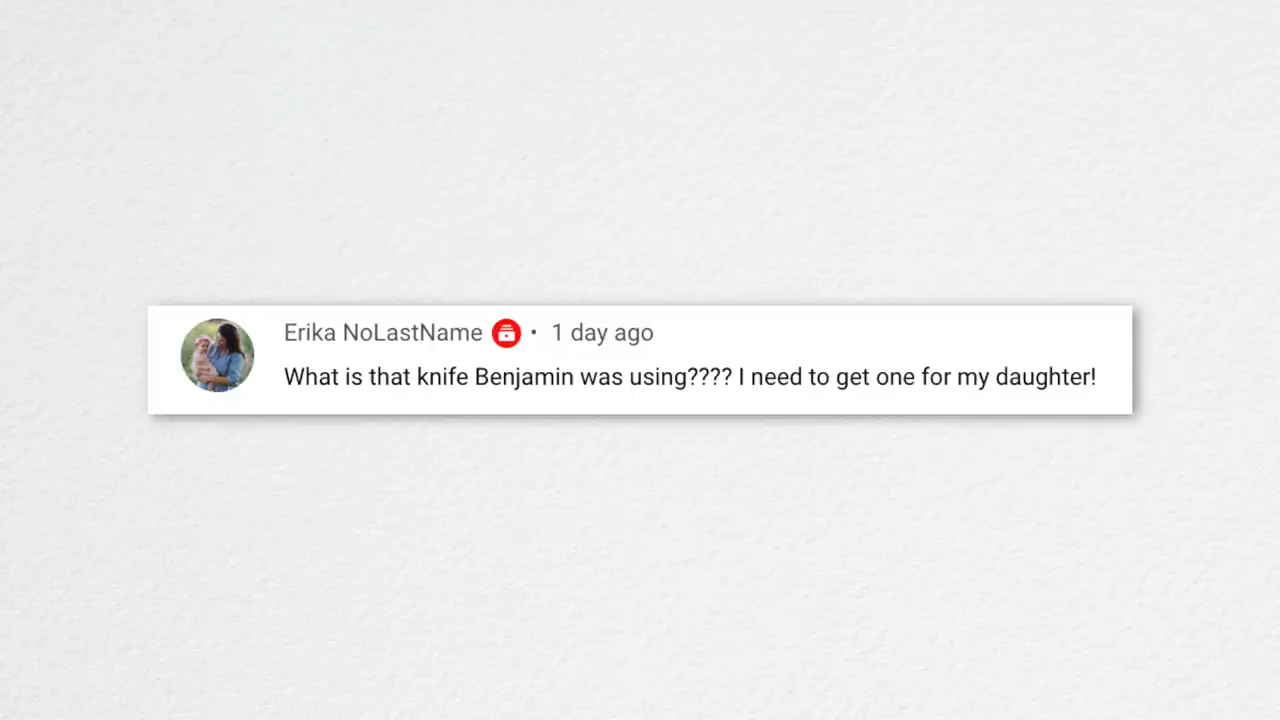 Erika NoLastName • 1 day ago
What is that knife Benjamin was using???? I need to get one for my daughter!